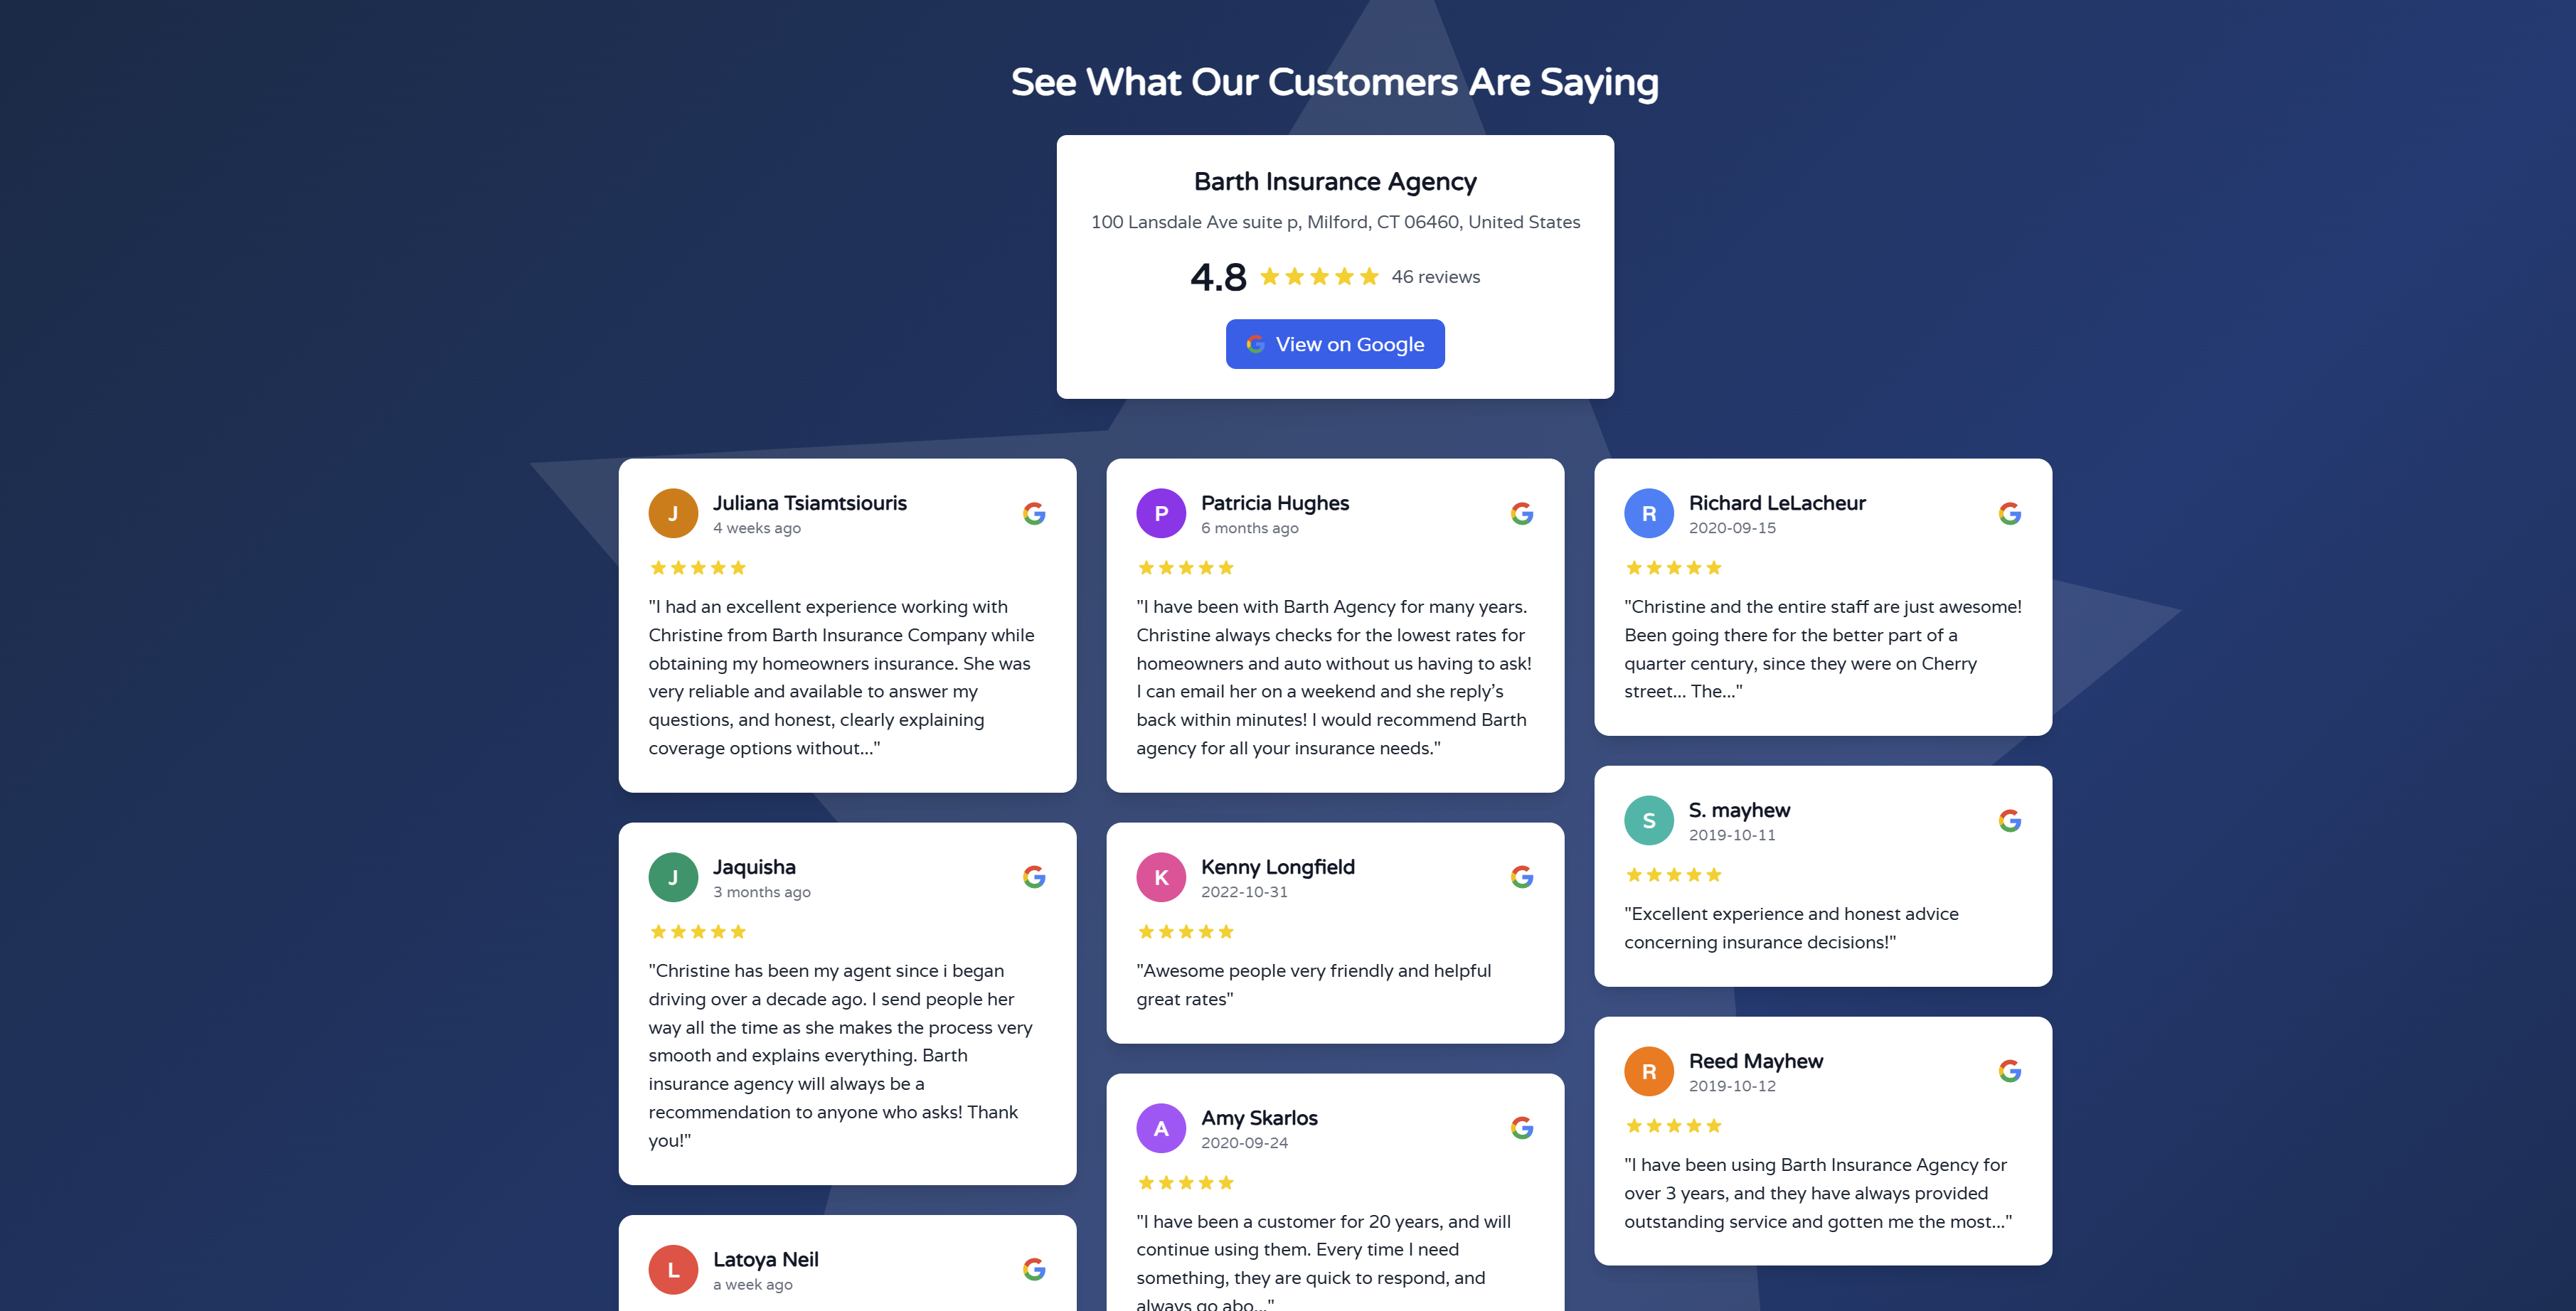 See What Our Customers Are Saying
Barth Insurance Agency
100 Lansdale Ave suite p, Milford, CT 06460, United States
4.8 46 reviews
View on Google
J
Juliana Tsiamtsiouris
4 weeks ago
"I had an excellent experience working with
Christine from Barth Insurance Company while
obtaining my homeowners insurance. She was
very reliable and available to answer my
questions, and honest, clearly explaining
coverage options without..."
J
Jaquisha
3 months ago
"Christine has been my agent since i began
driving over a decade ago. I send people her
way all the time as she makes the process very
smooth and explains everything. Barth
insurance agency will always be a
recommendation to anyone who asks! Thank
you!"
L
Latoya Neil
a week ago
P
Patricia Hughes
6 months ago
"I have been with Barth Agency for many years.
Christine always checks for the lowest rates for
homeowners and auto without us having to ask!
I can email her on a weekend and she reply’s
back within minutes! I would recommend Barth
agency for all your insurance needs."
K
Kenny Longfield
2022-10-31
"Awesome people very friendly and helpful
great rates"
A
Amy Skarlos
2020-09-24
"I have been a customer for 20 years, and will
continue using them. Every time I need
something, they are quick to respond, and
always go abo..."
R
Richard LeLacheur
2020-09-15
"Christine and the entire staff are just awesome!
Been going there for the better part of a
quarter century, since they were on Cherry
street... The..."
S
S. mayhew
2019-10-11
"Excellent experience and honest advice
concerning insurance decisions!"
R
Reed Mayhew
2019-10-12
"I have been using Barth Insurance Agency for
over 3 years, and they have always provided
outstanding service and gotten me the most..."